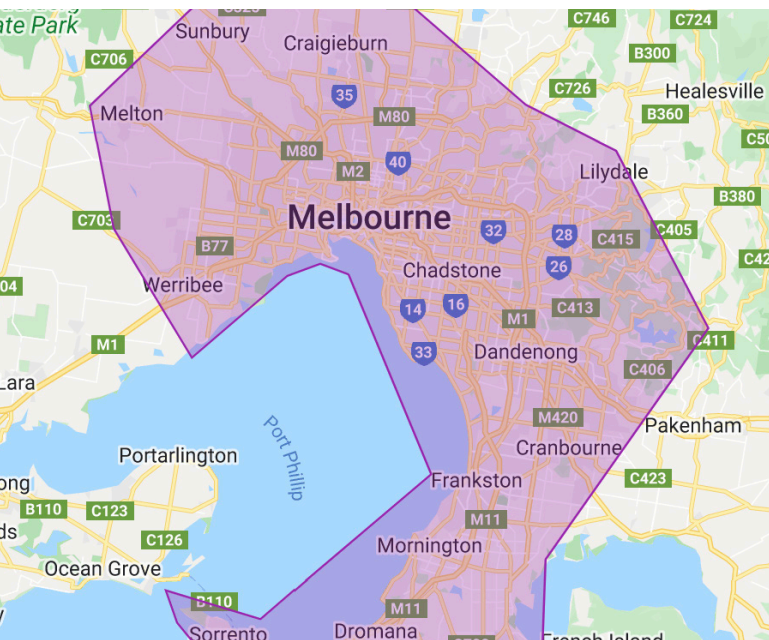 ate Park
C746
C724
Sunbury
Craigieburn
B300
C706
C726
Healesville
35
Melton
M80
B360
M80
40
M2
Lilydale
B380
C703
Melbourne
32
28
C415
C405
B77
26
Chadstone
Werribee
14
16
C413
M1
M1
33
Dandenong
C411
C406
Lara
M420
Pakenham
Port Phillip
Portarlington
Cranbourne
C423
Frankston
B110
C123
M11
C126
Mornington
Ocean Grove
B110
M11
Sorrento
Dromana
French Island